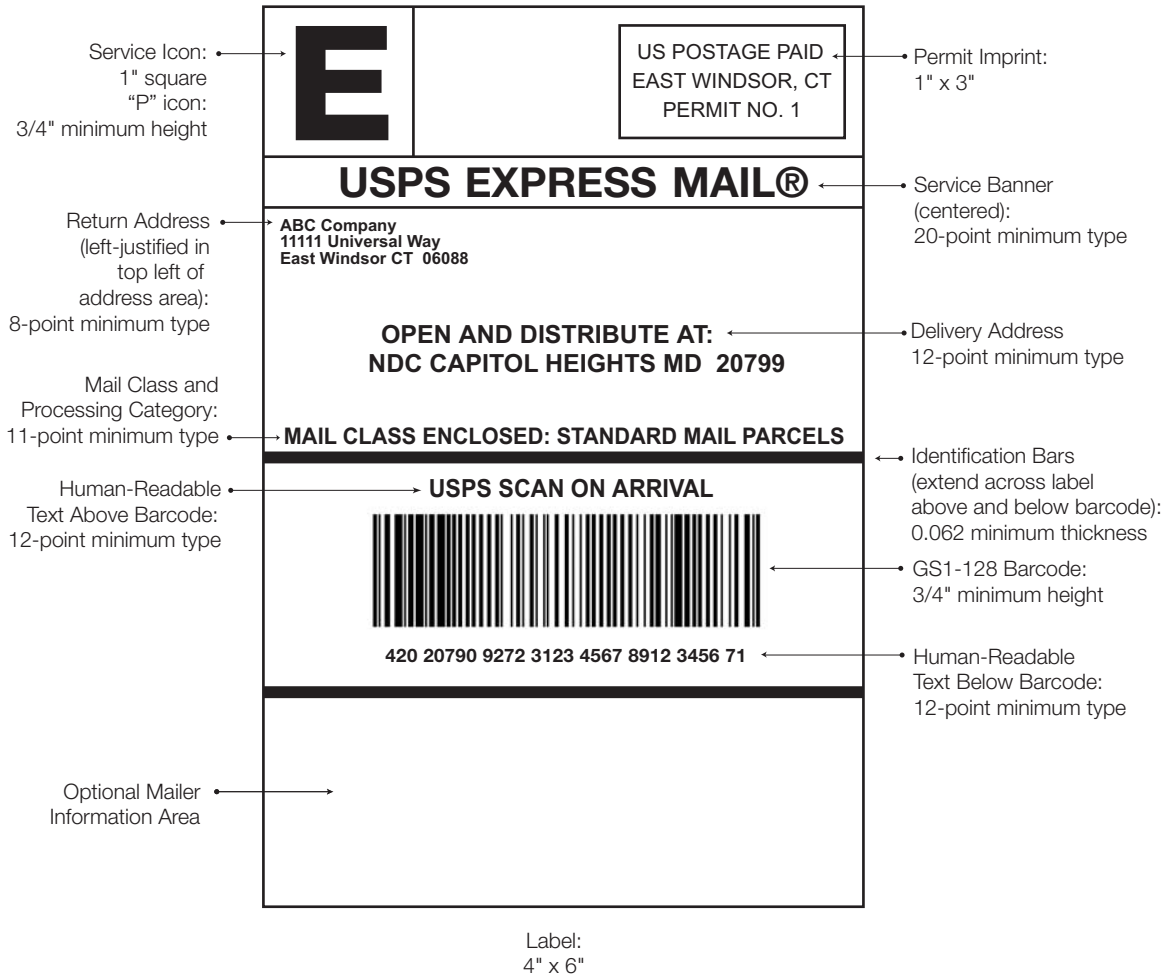 Service Icon:
1" square
“P” icon:
3/4" minimum height
E
US POSTAGE PAID
EAST WINDSOR, CT
PERMIT NO. 1
Permit Imprint:
1" x 3"
USPS EXPRESS MAIL®
Service Banner
(centered):
20-point minimum type
Return Address
(left-justified in
top left of
address area):
8-point minimum type
ABC Company
11111 Universal Way
East Windsor CT 06088
OPEN AND DISTRIBUTE AT:
NDC CAPITOL HEIGHTS MD 20799
Delivery Address
12-point minimum type
Mail Class and
Processing Category:
11-point minimum type
MAIL CLASS ENCLOSED: STANDARD MAIL PARCELS
Identification Bars
(extend across label
above and below barcode):
0.062 minimum thickness
Human-Readable
Text Above Barcode:
12-point minimum type
USPS SCAN ON ARRIVAL
GS1-128 Barcode:
3/4" minimum height
420 20790 9272 3123 4567 8912 3456 71
Human-Readable
Text Below Barcode:
12-point minimum type
Optional Mailer
Information Area
Label:
4" x 6"